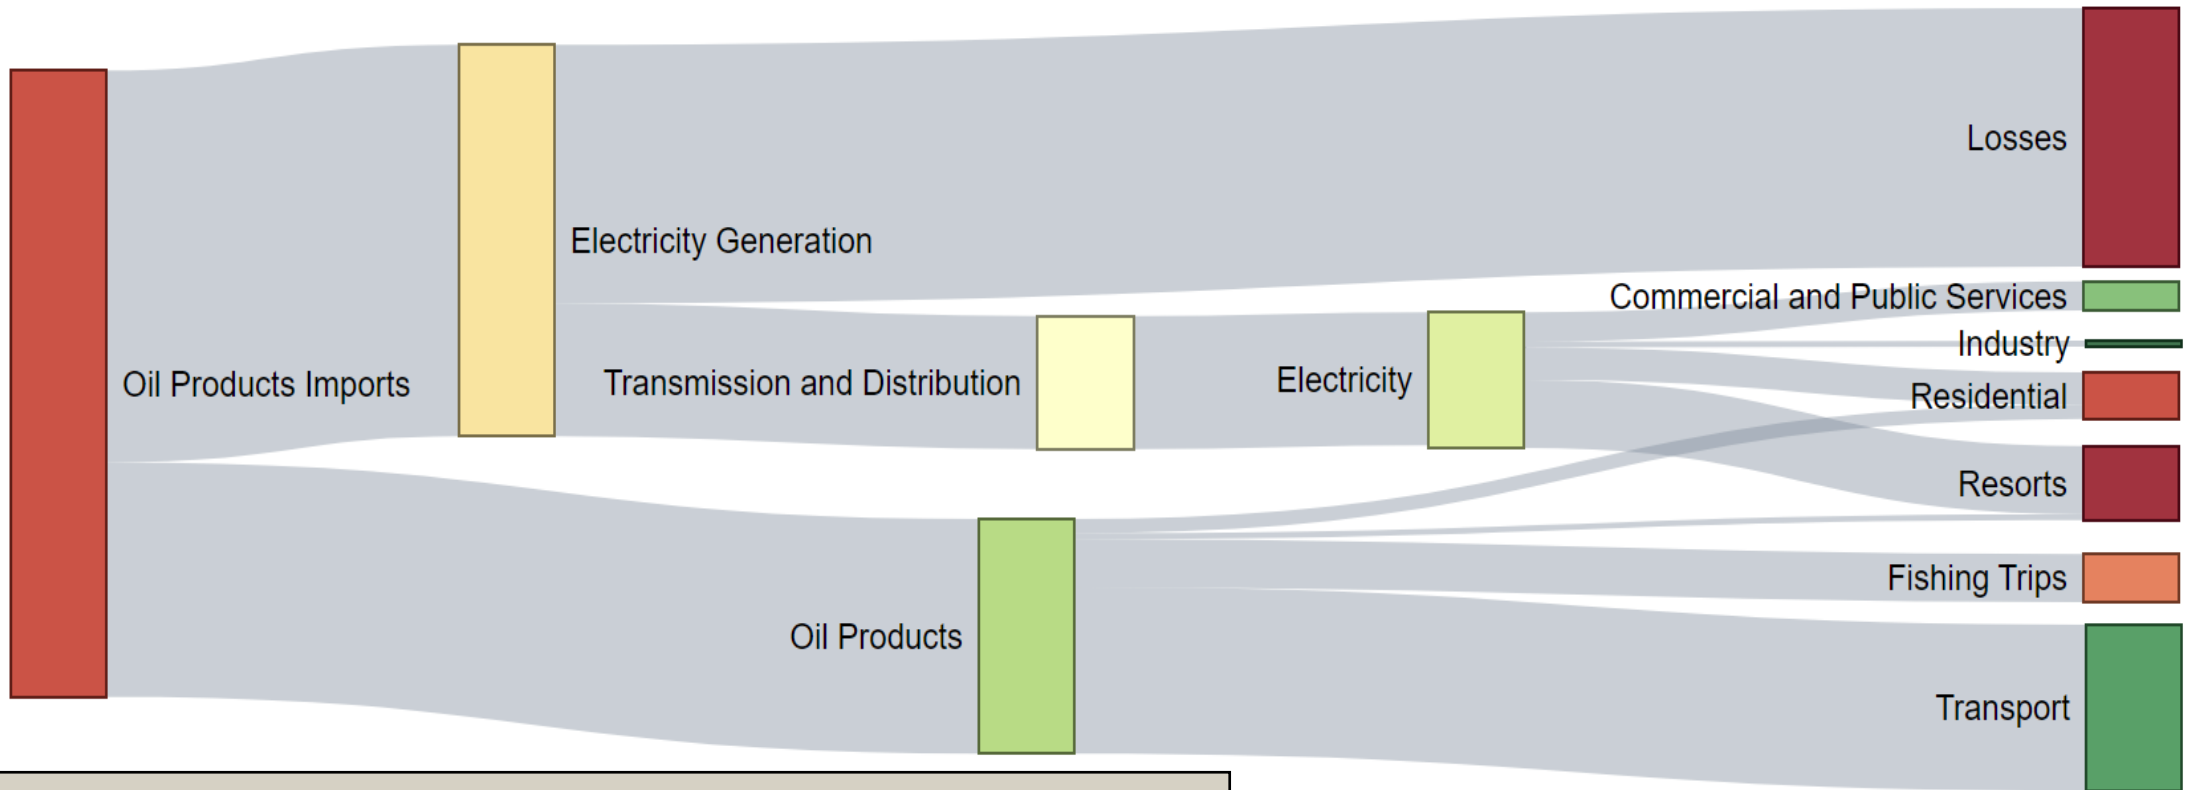 Losses
Electricity Generation
Commercial and Public Services
Industry
Oil Products Imports
Transmission and Distribution
Electricity
Residential
Resorts
Fishing Trips
Oil Products
Transport